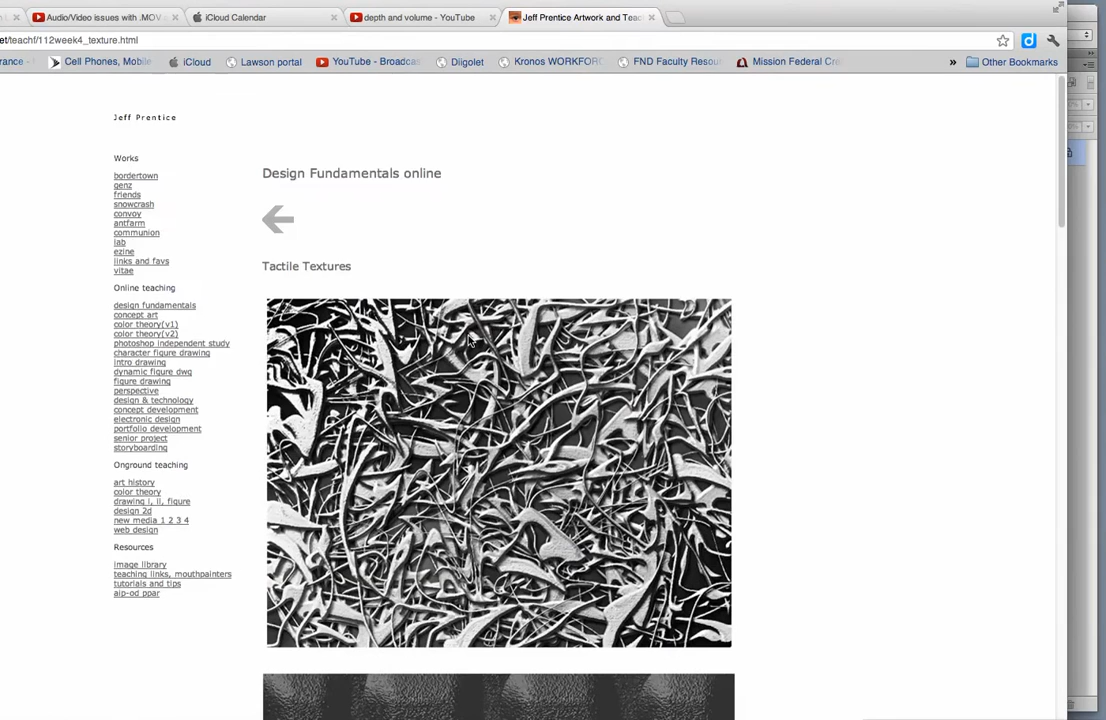 Audio/Video issues with .MOV
iCloud Calendar
depth and volume - YouTube
Jeff Prentice Artwork and Teac
et/teachf/112week4_texture.html
rance -
Cell Phones, Mobile
iCloud
Lawson portal
YouTube - Broadcas
Diigolet
Kronos WORKFOR
FND Faculty Resou
Mission Federal Cre
»
Other Bookmarks
Jeff Prentice
Works
bordertown
genz
friends
snowcrash
convoy
antfarm
communion
lab
ezine
links and favs
vitae
Online teaching
design fundamentals
concept art
color theory(v1)
color theory(v2)
photoshop independent study
character figure drawing
intro drawing
dynamic figure dwg
figure drawing
perspective
design & technology
concept development
electronic design
portfolio development
senior project
storyboarding
Onground teaching
art history
color theory
drawing i, ii, figure
design 2d
new media 1 2 3 4
web design
Resources
image library
teaching links, mouthpainters
tutorials and tips
aip-od ppar
Design Fundamentals online
Tactile Textures